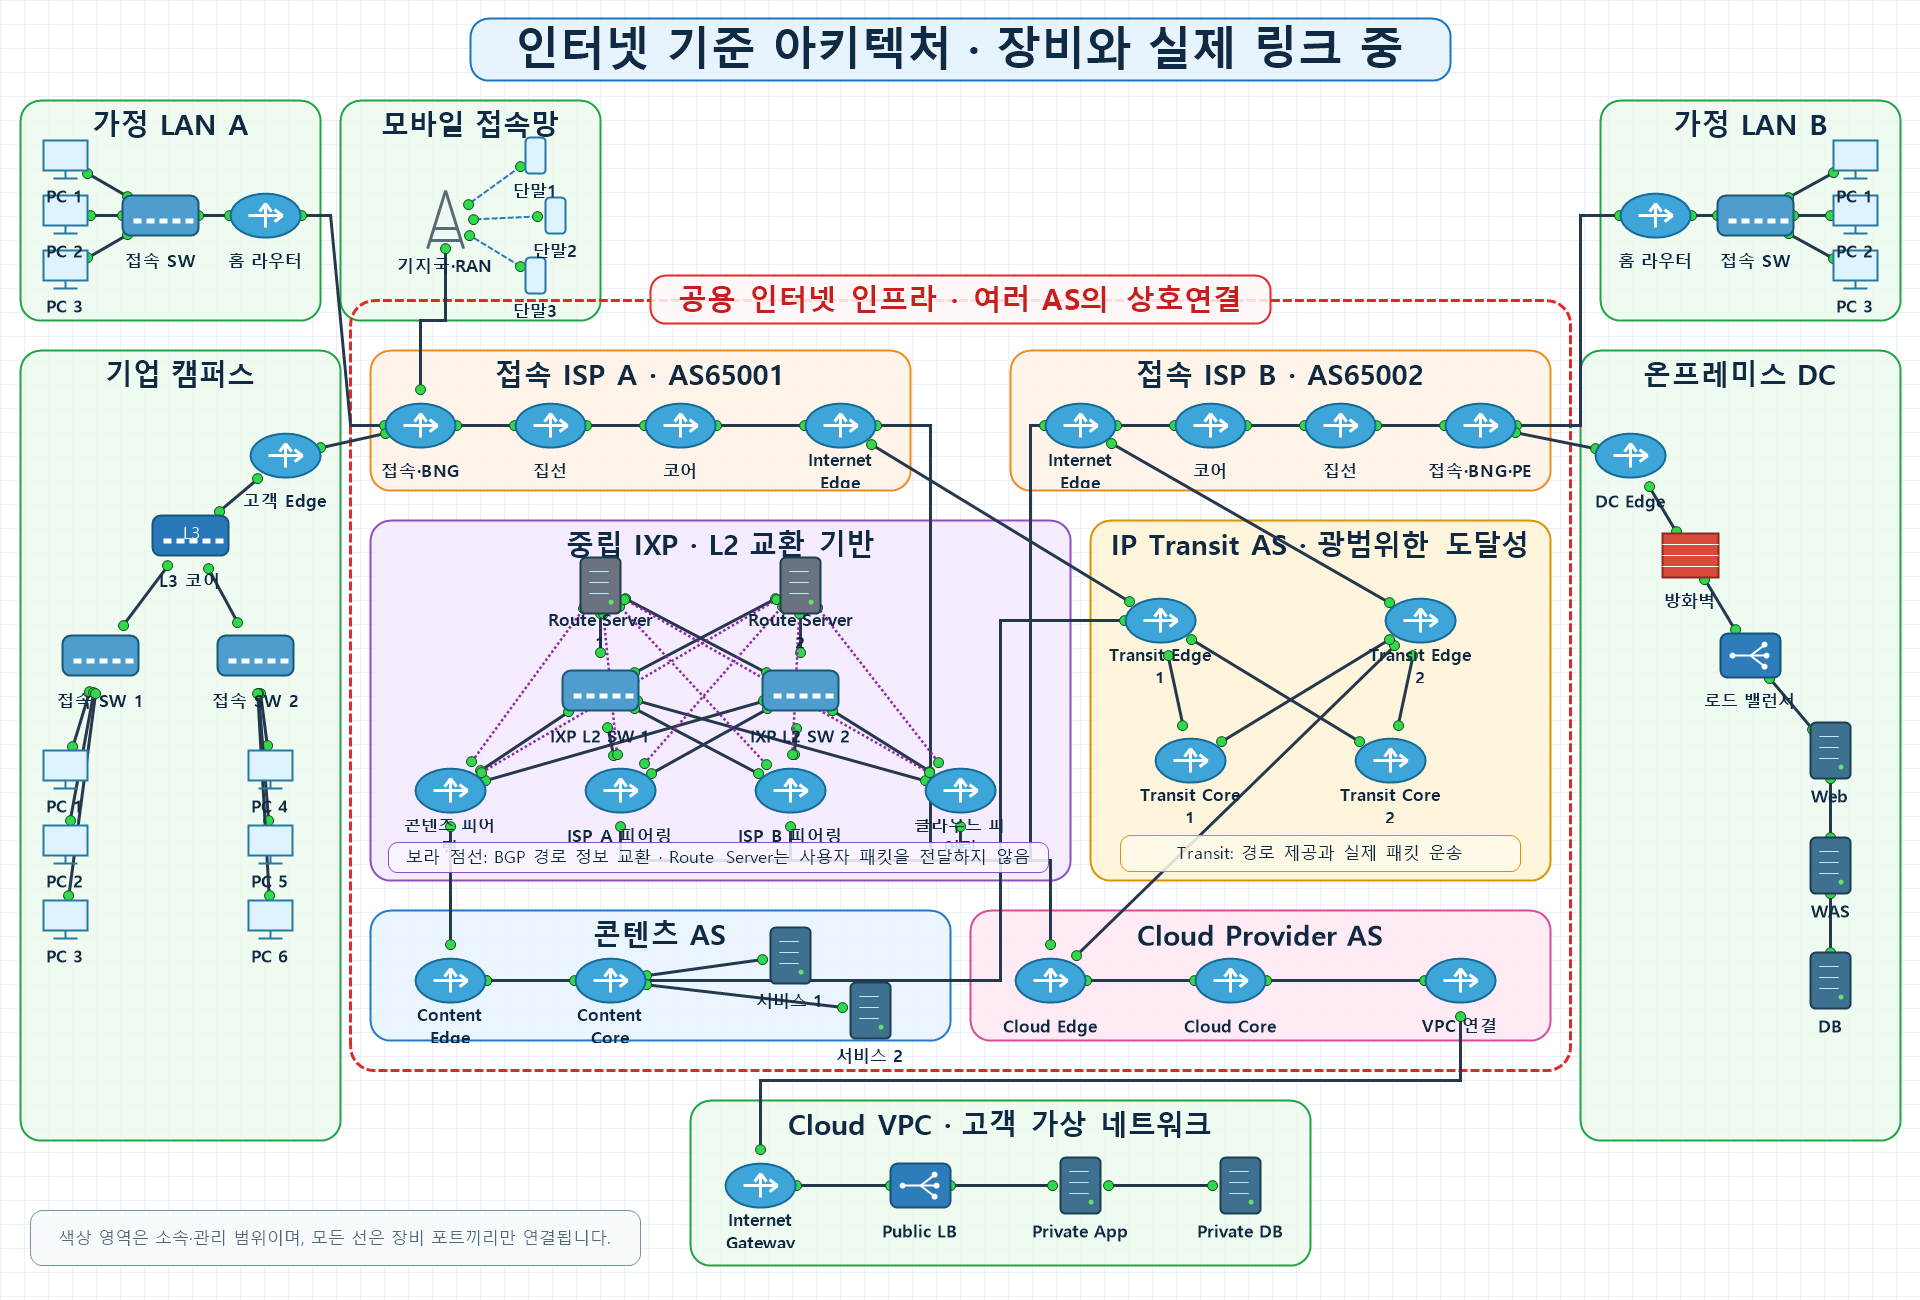 인터넷 기준 아키텍처 · 장비와 실제 링크 중
가정 LAN A
PC 1
PC 2
PC 3
접속 SW
홈 라우터
모바일 접속망
단말1
단말2
단말3
기지국·RAN
가정 LAN B
홈 라우터
접속 SW
PC 1
PC 2
PC 3
공용 인터넷 인프라 · 여러 AS의 상호연결
기업 캠퍼스
고객 Edge
L3
L3 코어
접속 SW 1
접속 SW 2
PC 1
PC 2
PC 3
PC 4
PC 5
PC 6
접속 ISP A · AS65001
접속·BNG
집선
코어
Internet
Edge
접속 ISP B · AS65002
Internet
Edge
코어
집선
접속·BNG·PE
온프레미스 DC
DC Edge
방화벽
로드 밸런서
Web
WAS
DB
중립 IXP · L2 교환 기반
Route Server
Route Server
2
IXP L2 SW 1
IXP L2 SW 2
콘텐츠 피어
ISP A 피어링
ISP B 피어링
클라우드 피
보라 점선: BGP 경로 정보 교환 · Route Server는 사용자 패킷을 전달하지 않음
IP Transit AS · 광범위한 도달성
Transit Edge
1
Transit Edge
2
Transit Core
1
Transit Core
2
Transit: 경로 제공과 실제 패킷 운송
콘텐츠 AS
Content
Edge
Content
Core
서비스 1
서비스 2
Cloud Provider AS
Cloud Edge
Cloud Core
VPC 연결
Cloud VPC · 고객 가상 네트워크
Internet
Gateway
Public LB
Private App
Private DB
색상 영역은 소속·관리 범위이며, 모든 선은 장비 포트끼리만 연결됩니다.